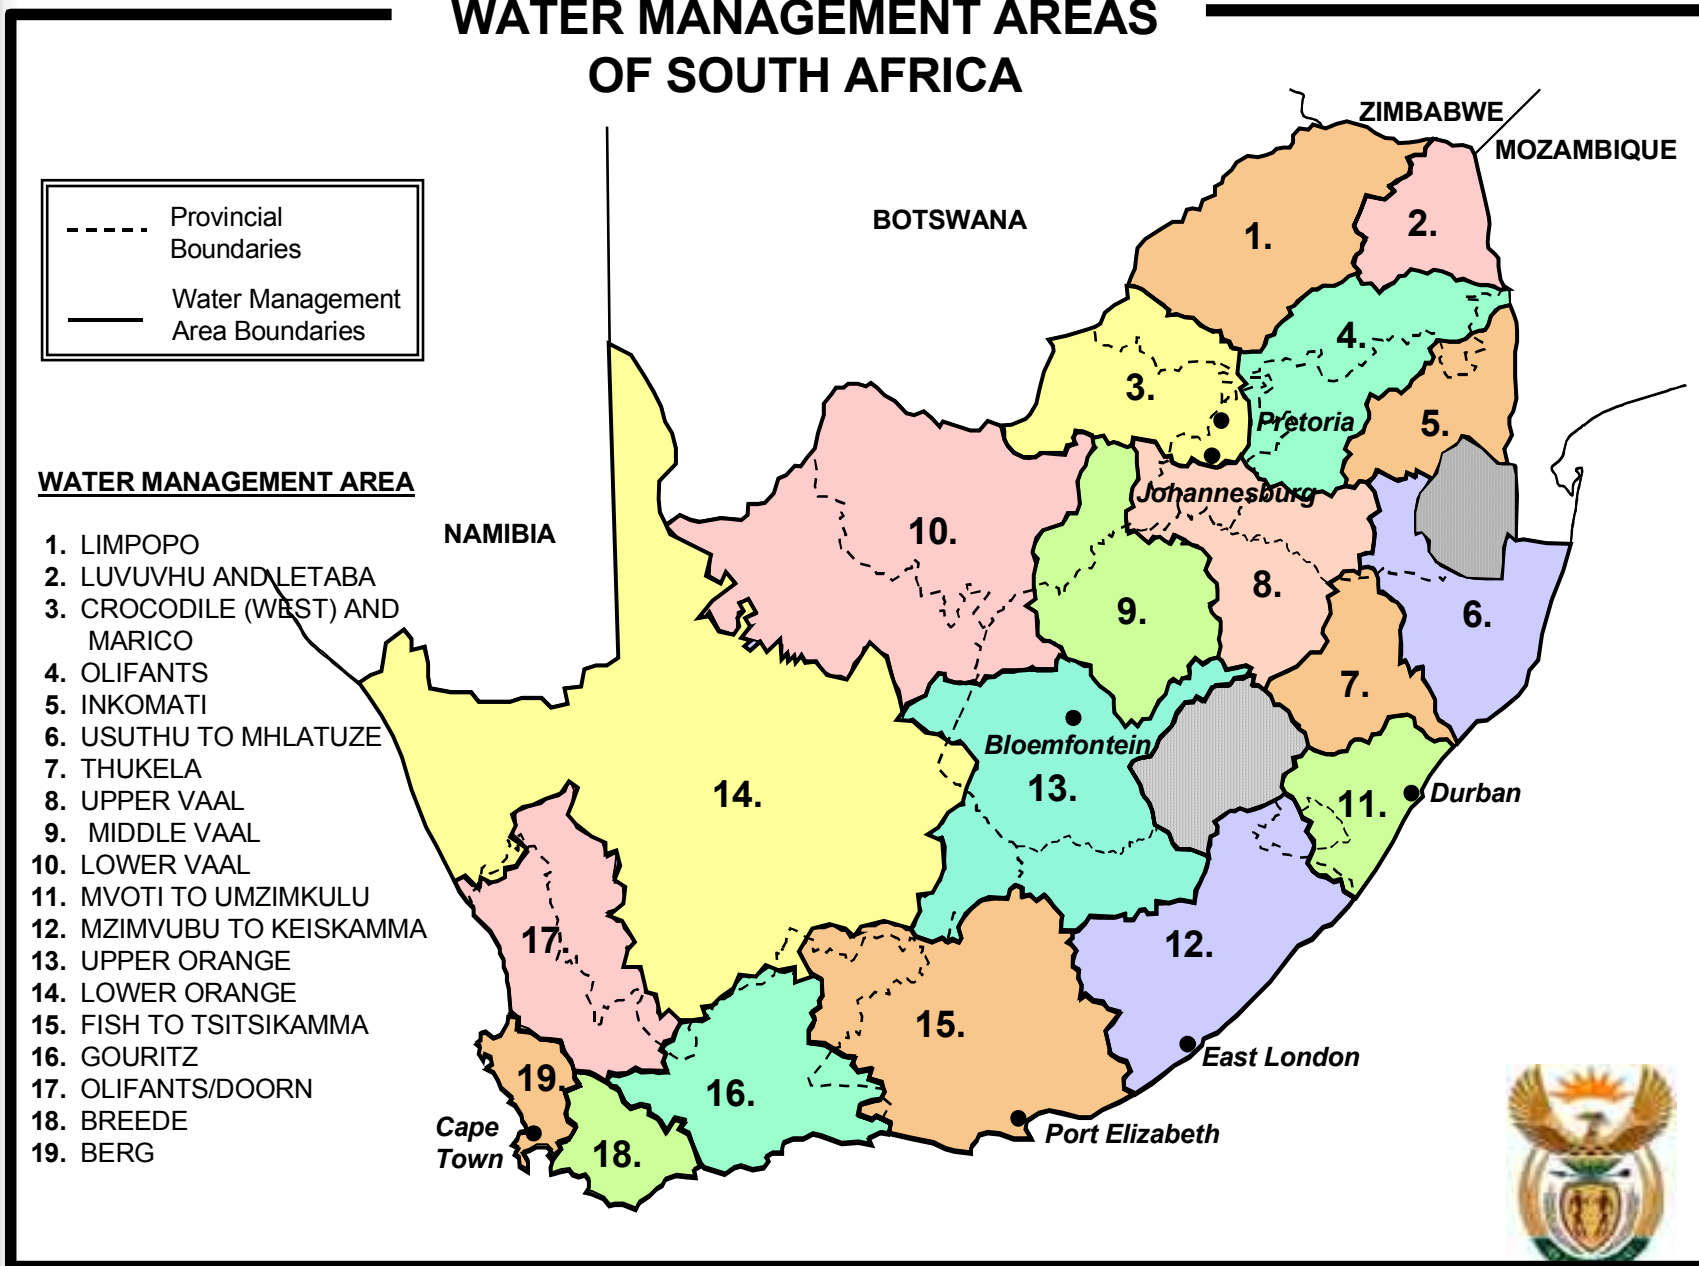 WATER MANAGEMENT AREAS
OF SOUTH AFRICA
ZIMBABWE
MOZAMBIQUE
BOTSWANA
NAMIBIA
Provincial
Boundaries
Water Management
Area Boundaries
WATER MANAGEMENT AREA
1. LIMPOPO
2. LUVUVHU AND LETABA
3. CROCODILE (WEST) AND
MARICO
4. OLIFANTS
5. INKOMATI
6. USUTHU TO MHLATUZE
7. THUKELA
8. UPPER VAAL
9. MIDDLE VAAL
10. LOWER VAAL
11. MVOTI TO UMZIMKULU
12. MZIMVUBU TO KEISKAMMA
13. UPPER ORANGE
14. LOWER ORANGE
15. FISH TO TSITSIKAMMA
16. GOURITZ
17. OLIFANTS/DOORN
18. BREEDE
19. BERG
1.
2.
3.
4.
5.
Pretoria
Johannesburg
10.
8.
9.
6.
7.
Bloemfontein
13.
14.
11.
Durban
12.
17.
15.
East London
16.
19.
18.
Cape
Town
Port Elizabeth